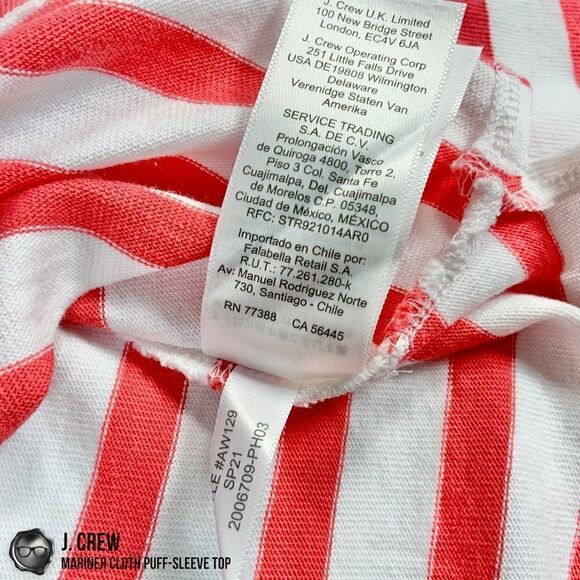 J. Crew U.K. Limited
100 New Bridge Street
London, EC4V 6JA
J. Crew Operating Corp
251 Little Falls Drive
USA DE19808 Wilmington
Delaware
Verenidge Staten Van
Amerika
SERVICE TRADING
S.A. DE C.V.
Prolongación Vasco
de Quiroga 4800, Torre 2,
Piso 3 Col. Santa Fe
Cuajimalpa, Del. Cuajimalpa
de Morelos C.P. 05348,
Ciudad de México, MÉXICO
RFC: STR921014AR0
Importado en Chile por:
Falabella Retail S.A.
R.U.T.: 77.261.280-k
Av. Manuel Rodriguez Norte
730, Santiago - Chile
RN 77388 CA 56445
LE #AW129
SP21
2006709-PH03
J. CREW
MARINER CLOTH PUFF-SLEEVE TOP